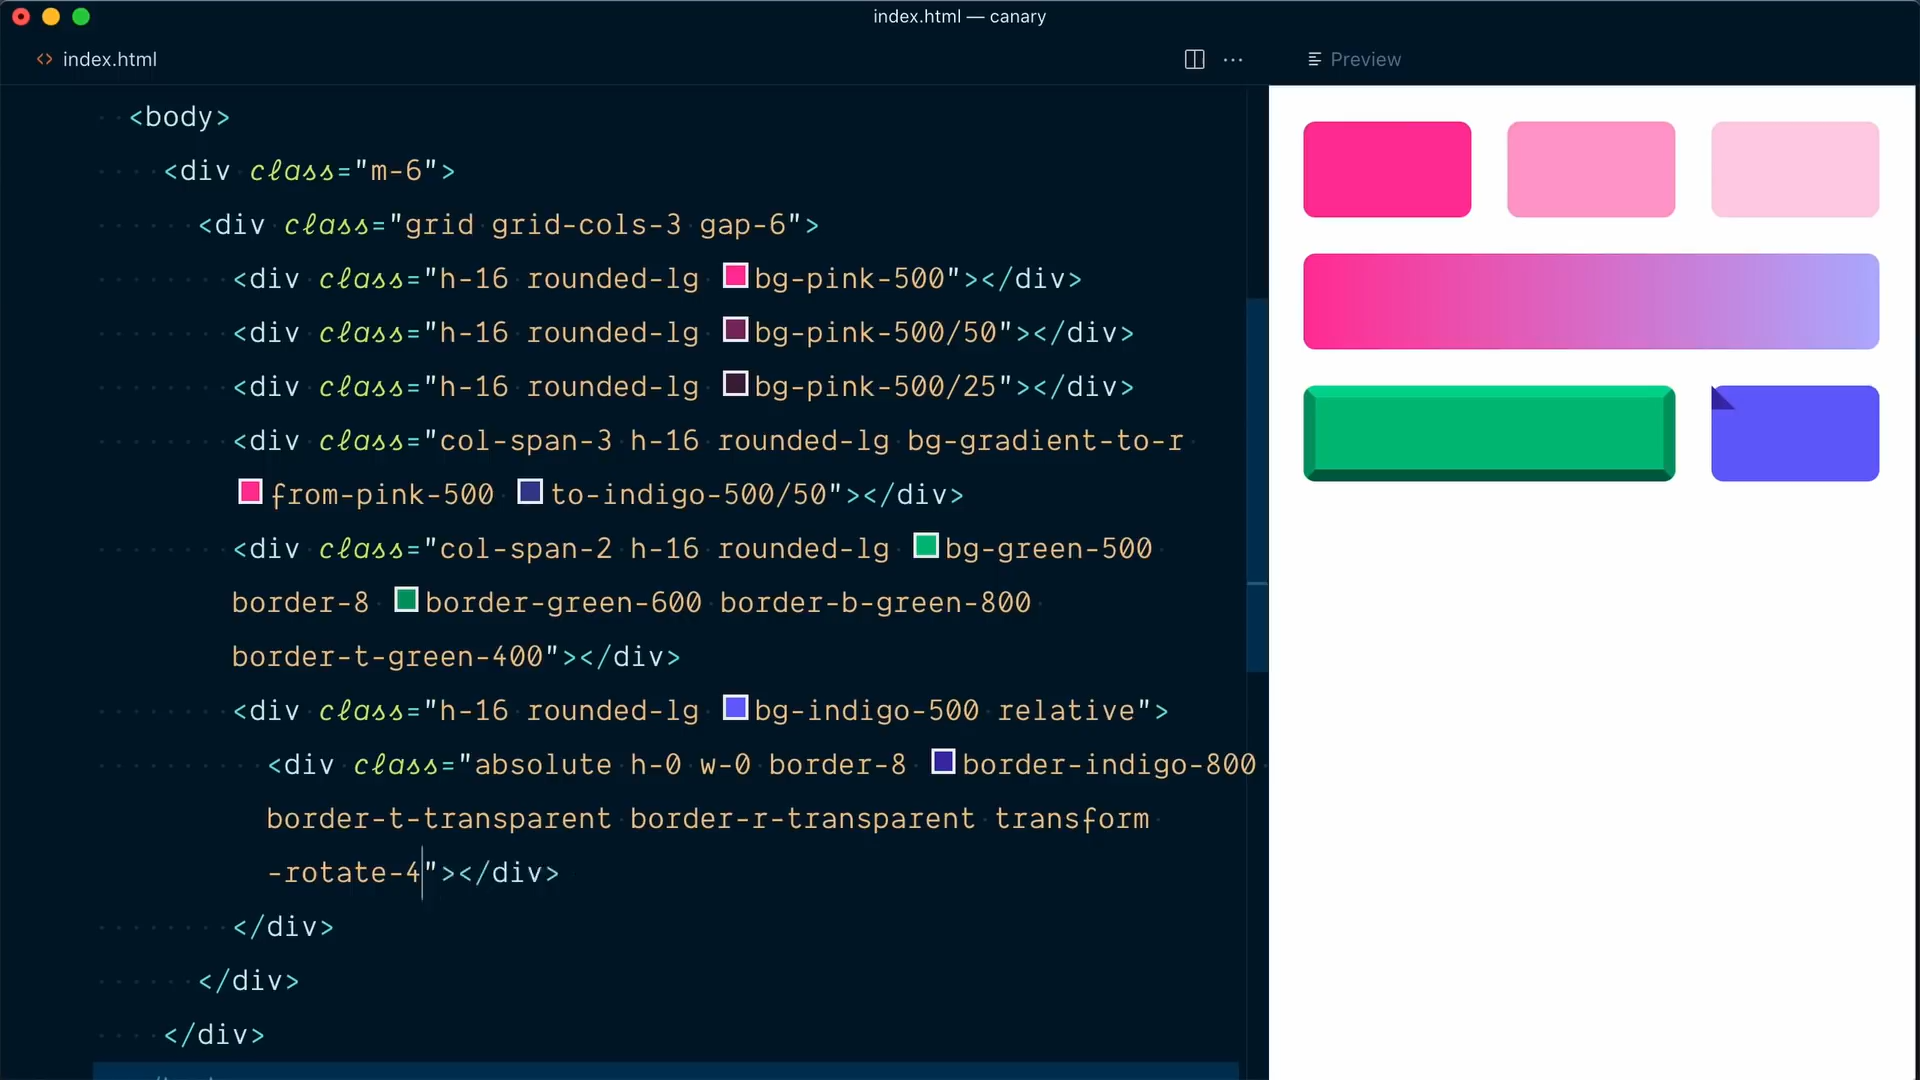 index.html — canary
<> index.html
··· Preview
<body>
<div class="m-6">
<div class="grid grid-cols-3 gap-6">
<div class="h-16 rounded-lg bg-pink-500"></div>
<div class="h-16 rounded-lg bg-pink-500/50"></div>
<div class="h-16 rounded-lg bg-pink-500/25"></div>
<div class="col-span-3 h-16 rounded-lg bg-gradient-to-r
from-pink-500 to-indigo-500/50"></div>
<div class="col-span-2 h-16 rounded-lg bg-green-500
border-8 border-green-600 border-b-green-800
border-t-green-400"></div>
<div class="h-16 rounded-lg bg-indigo-500 relative">
<div class="absolute h-0 w-0 border-8 border-indigo-800
border-t-transparent border-r-transparent transform
-rotate-4"></div>
</div>
</div>
</div>